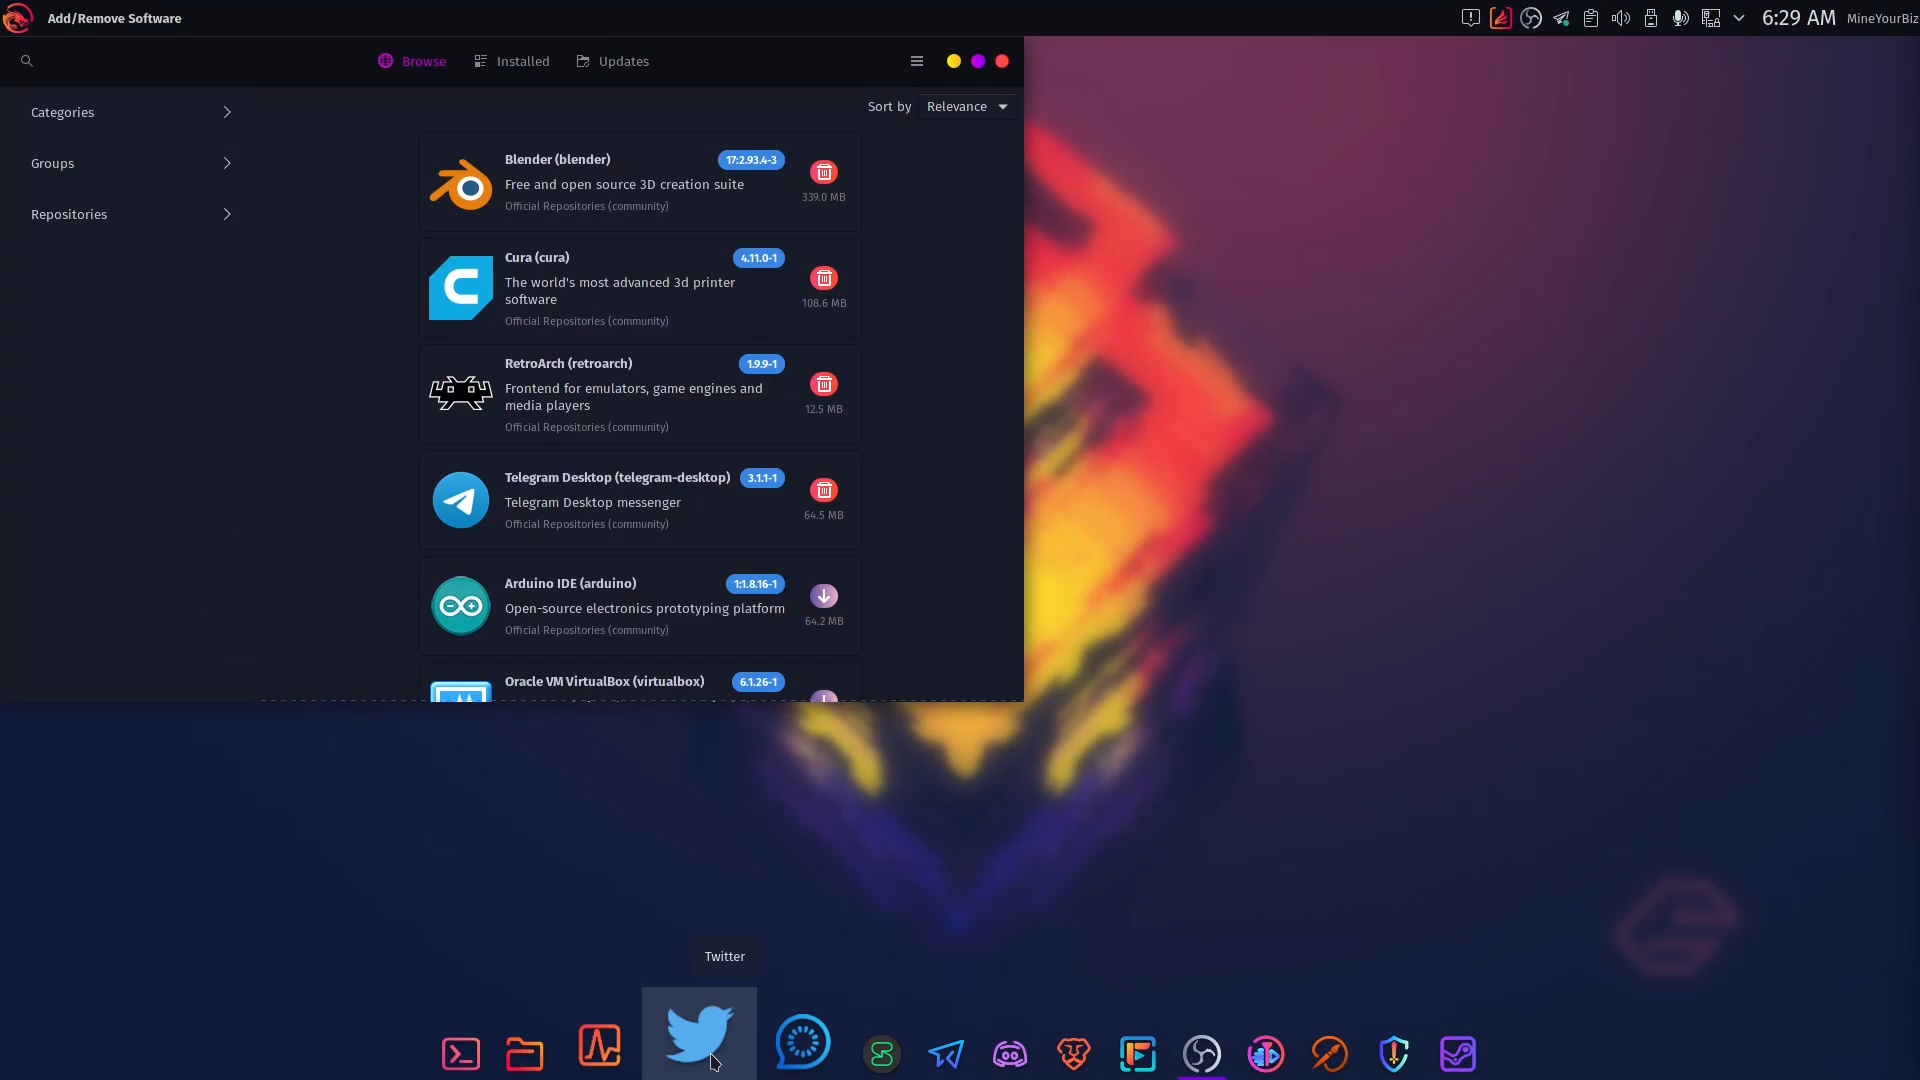 Add/Remove Software
6:29 AM
MineYourBiz
Browse
Installed
Updates
Categories
Groups
Repositories
Sort by
Relevance
Blender (blender)
17:2.93.4-3
Free and open source 3D creation suite
Official Repositories (community)
339.0 MB
Cura (cura)
4.11.0-1
The world's most advanced 3d printer
software
Official Repositories (community)
108.6 MB
RetroArch (retroarch)
1.9.9-1
Frontend for emulators, game engines and
media players
Official Repositories (community)
12.5 MB
Telegram Desktop (telegram-desktop)
3.1.1-1
Telegram Desktop messenger
Official Repositories (community)
64.5 MB
Arduino IDE (arduino)
1:1.8.16-1
Open-source electronics prototyping platform
Official Repositories (community)
64.2 MB
Oracle VM VirtualBox (virtualbox)
6.1.26-1
Twitter